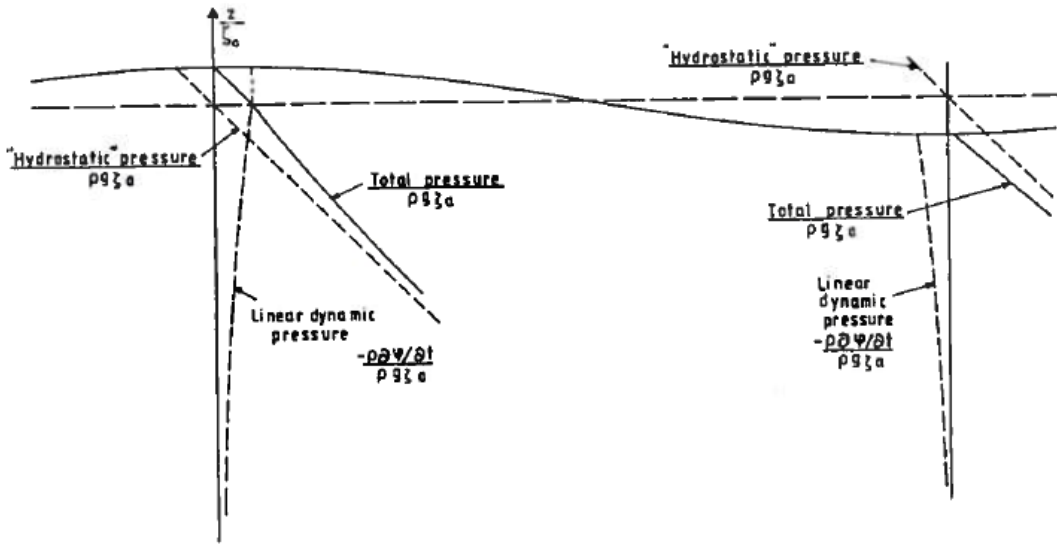 z
ζa
"Hydrostatic" pressure
ρgζa
Total pressure
ρgζa
Linear dynamic
pressure
-ρ∂φ/∂t
ρgζa
"Hydrostatic" pressure
ρgζa
Total pressure
ρgζa
Linear
dynamic
pressure
-ρ∂φ/∂t
ρgζa